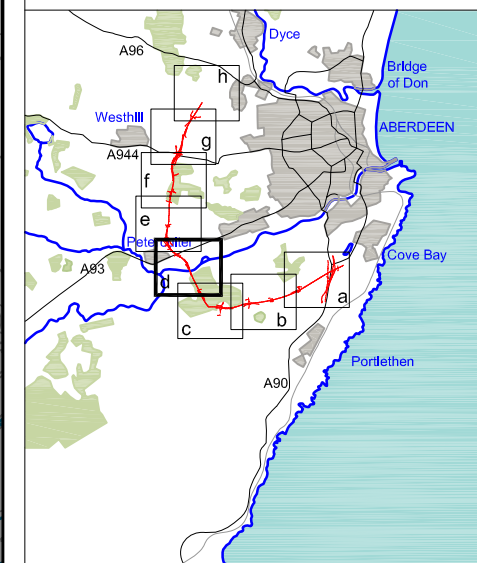 Dyce
A96
h
Bridge
of Don
Westhill
ABERDEEN
g
A944
f
e
Peterculter
Cove Bay
A93
d
a
b
c
Portlethen
A90